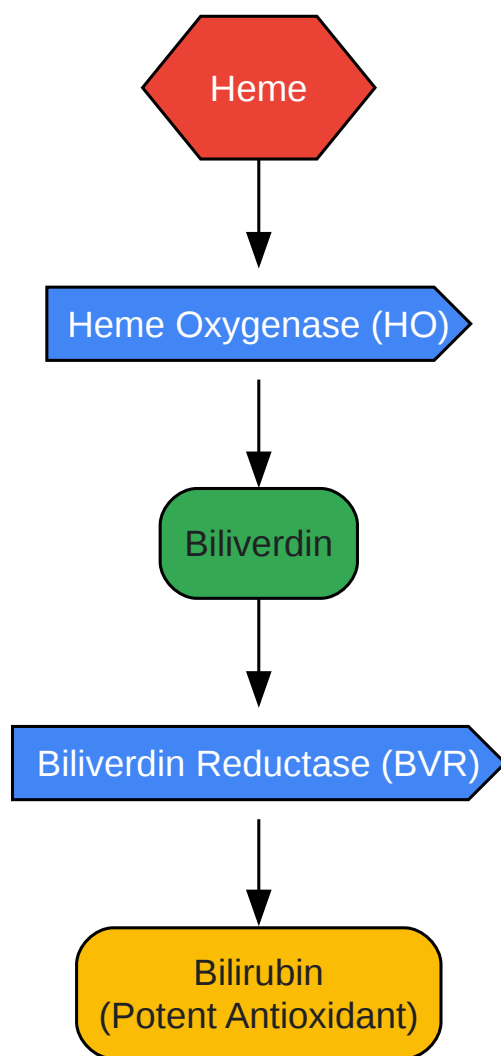 Heme
Heme Oxygenase (HO)
Biliverdin
Biliverdin Reductase (BVR)
Bilirubin
(Potent Antioxidant)